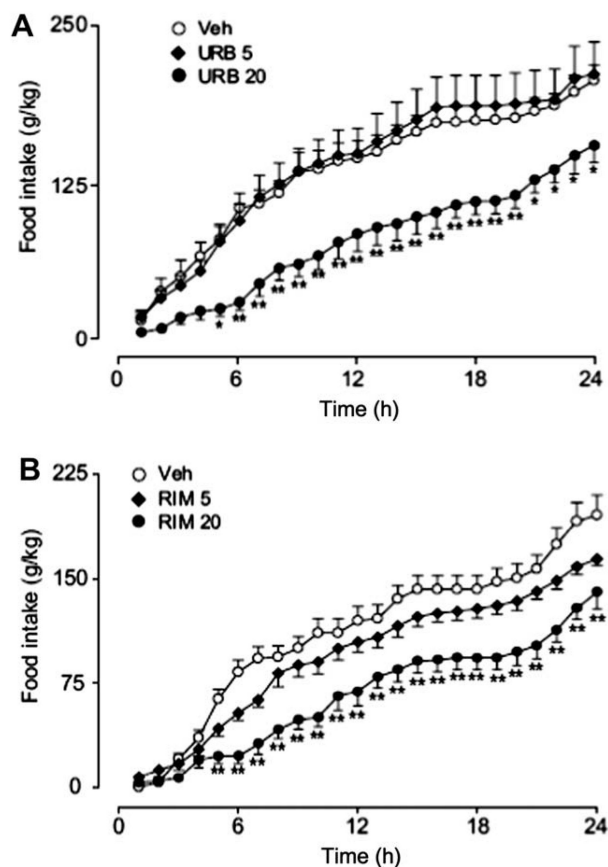 A
250
Veh
URB 5
URB 20
Food intake (g/kg)
125
0
* ** ** ** ** ** ** ** ** ** ** ** ** ** ** ** * * * *
0 6 12 18 24
Time (h)
B
225
Veh
RIM 5
RIM 20
Food intake (g/kg)
150
75
0
** ** ** ** ** ** ** ** ** ** ** ** ** ** ** ** ** ** ** **
0 6 12 18 24
Time (h)